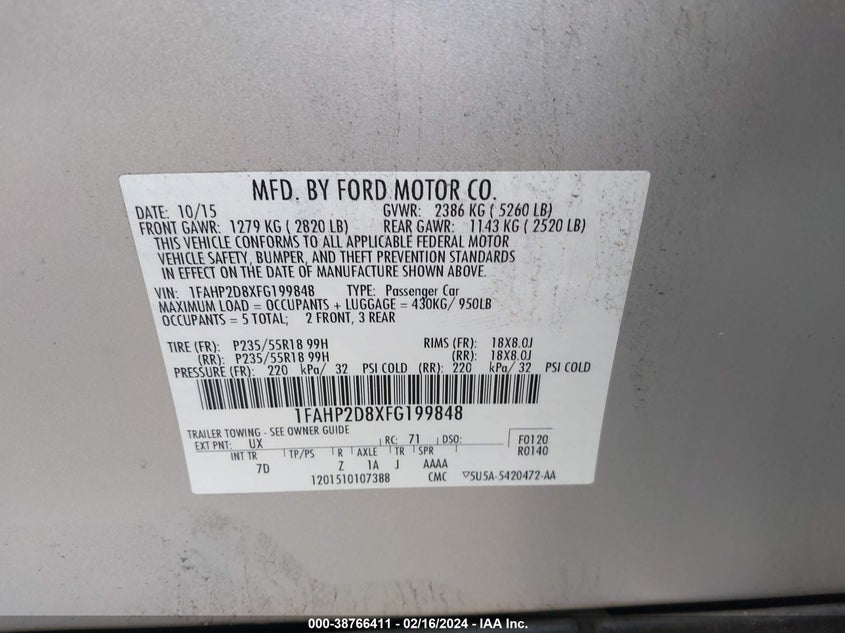 MFD. BY FORD MOTOR CO.
DATE: 10/15 GVWR: 2386 KG ( 5260 LB)
FRONT GAWR: 1279 KG ( 2820 LB) REAR GAWR: 1143 KG ( 2520 LB)
THIS VEHICLE CONFORMS TO ALL APPLICABLE FEDERAL MOTOR
VEHICLE SAFETY, BUMPER, AND THEFT PREVENTION STANDARDS
IN EFFECT ON THE DATE OF MANUFACTURE SHOWN ABOVE.
VIN: 1FAHP2D8XFG199848 TYPE: Passenger Car
MAXIMUM LOAD = OCCUPANTS + LUGGAGE = 430KG/ 950LB
OCCUPANTS = 5 TOTAL; 2 FRONT, 3 REAR
TIRE (FR): P235/55R18 99H RIMS (FR): 18X8.0J
(RR): P235/55R18 99H (RR): 18X8.0J
PRESSURE (FR): 220 kPa/ 32 PSI COLD (RR): 220 kPa/ 32 PSI COLD
1FAHP2D8XFG199848
TRAILER TOWING - SEE OWNER GUIDE
EXT PNT: UX RC: 71 DSO: F0120
INT TR TP/PS R AXLE TR SPR R0140
7D Z 1A J AAAA
1201510107388 CMC 5U5A-5420472-AA
000-38766411 - 02/16/2024 - IAA Inc.